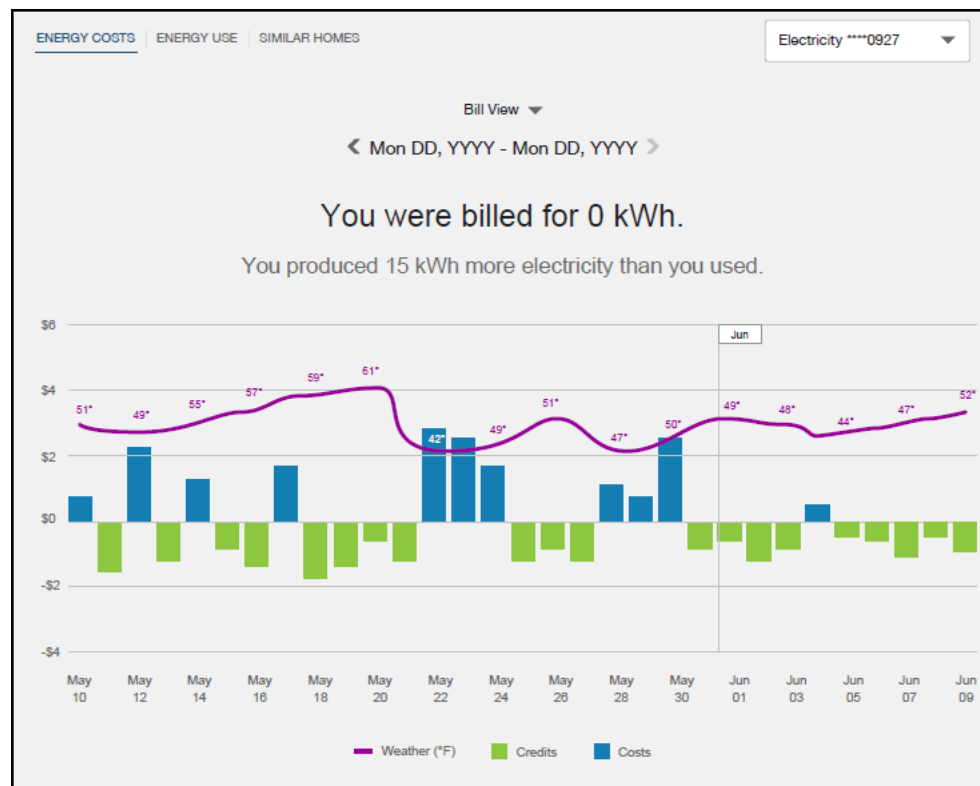 ENERGY COSTS ENERGY USE SIMILAR HOMES
Electricity ****0927
Bill View
Mon DD, YYYY - Mon DD, YYYY
You were billed for 0 kWh.
You produced 15 kWh more electricity than you used.
$6
Jun
$4
51° 49° 55° 57° 59° 61° 42° 49° 51° 47° 50° 49° 48° 44° 47° 52°
$2
$0
-$2
-$4
May May May May May May May May May May May Jun Jun Jun Jun Jun
10 12 14 16 18 20 22 24 26 28 30 01 03 05 07 09
Weather (°F) Credits Costs